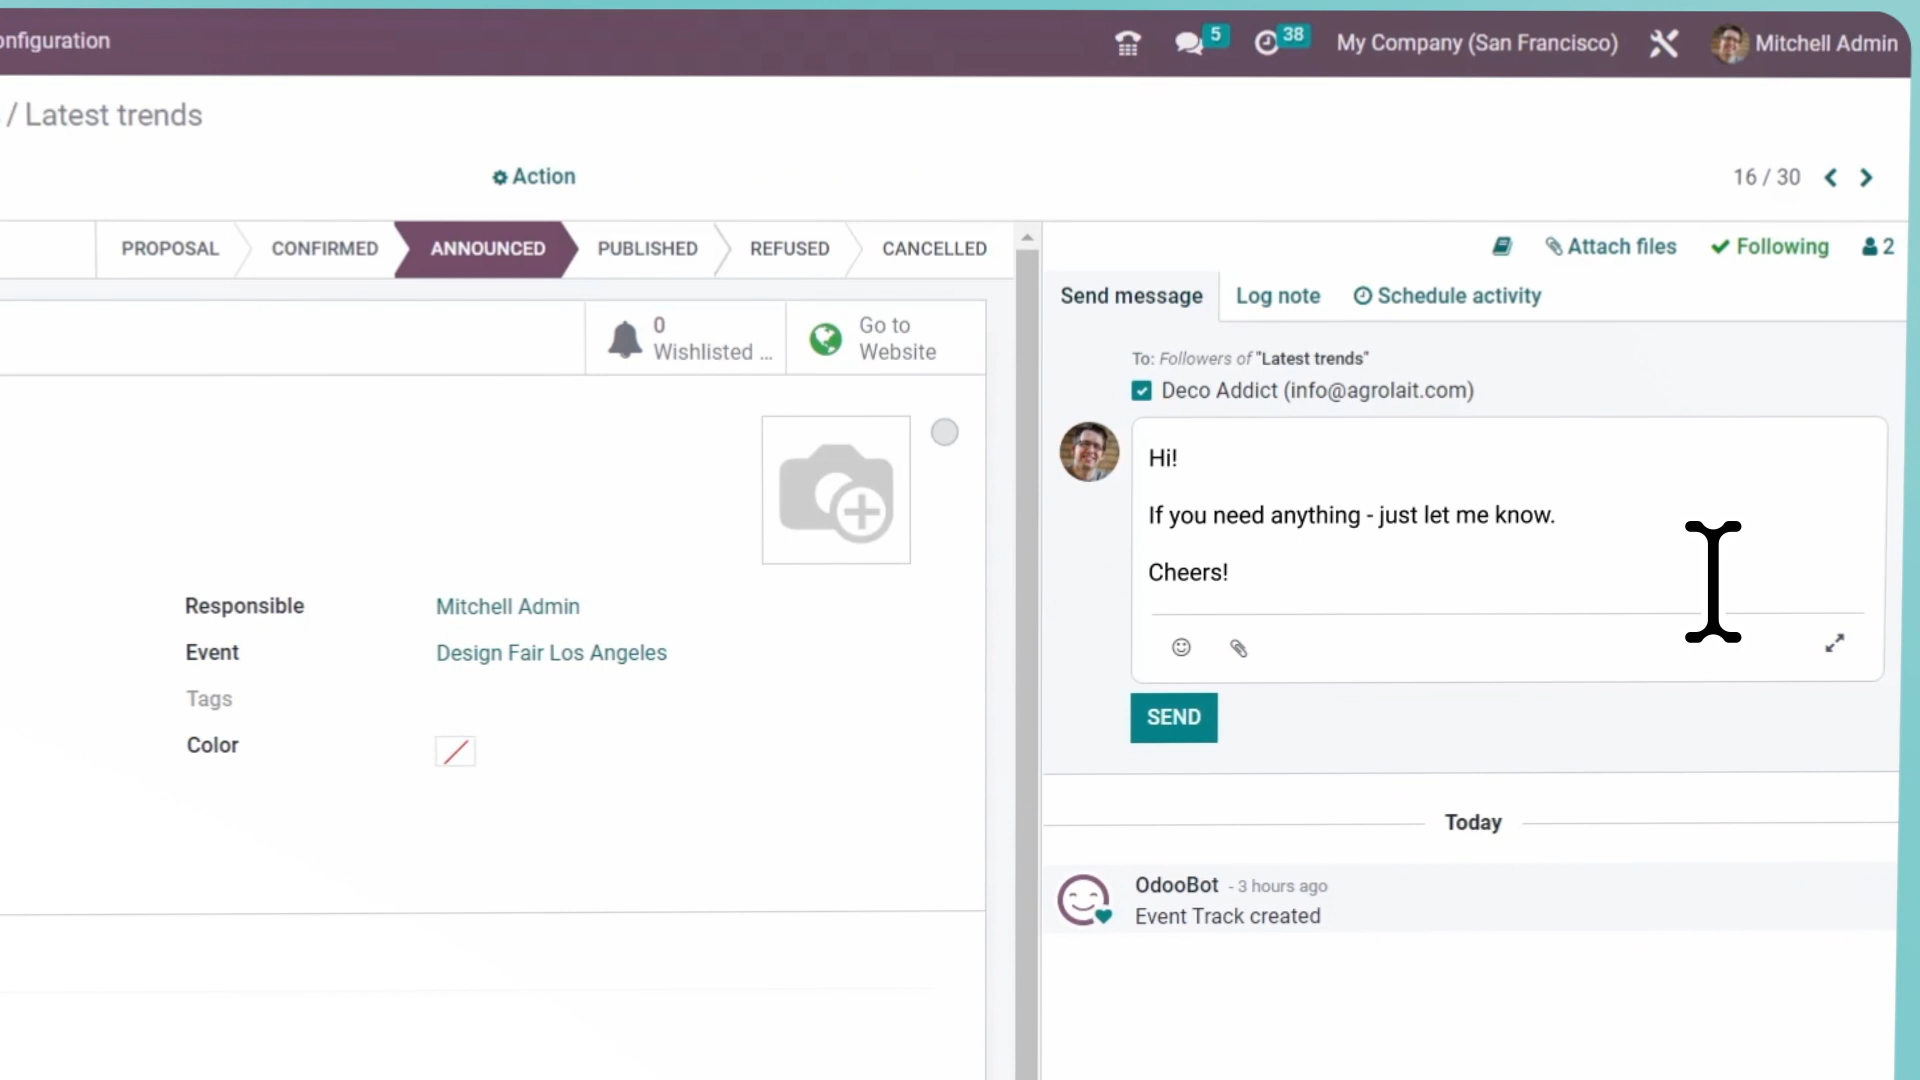 onfiguration
5
38
My Company (San Francisco)
Mitchell Admin
/ Latest trends
Action
16 / 30
PROPOSAL
CONFIRMED
ANNOUNCED
PUBLISHED
REFUSED
CANCELLED
Attach files
Following
2
Send message
Log note
Schedule activity
0
Wishlisted ...
Go to
Website
To: Followers of "Latest trends"
Deco Addict (info@agrolait.com)
Hi!
If you need anything - just let me know.
Cheers!
Responsible
Mitchell Admin
Event
Design Fair Los Angeles
Tags
Color
SEND
Today
OdooBot - 3 hours ago
Event Track created